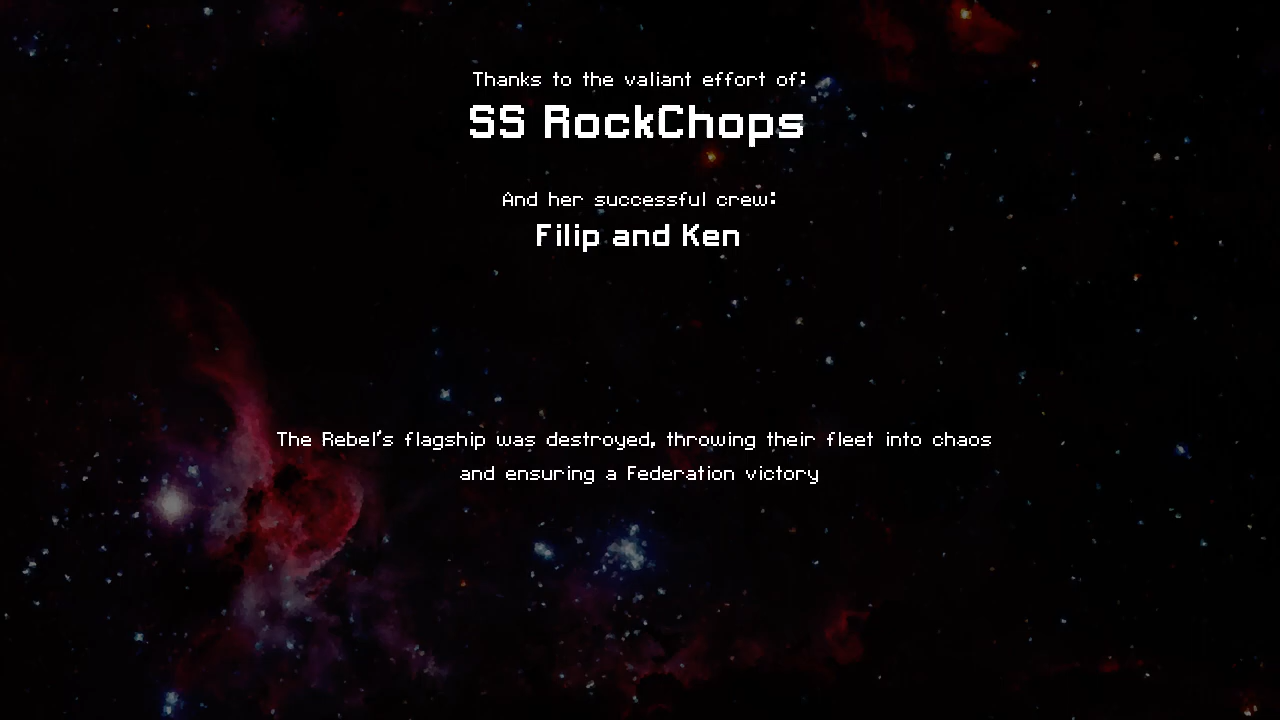 Thanks to the valiant effort of:
SS RockChops
And her successful crew:
Filip and Ken
The Rebel's flagship was destroyed, throwing their fleet into chaos
and ensuring a Federation victory